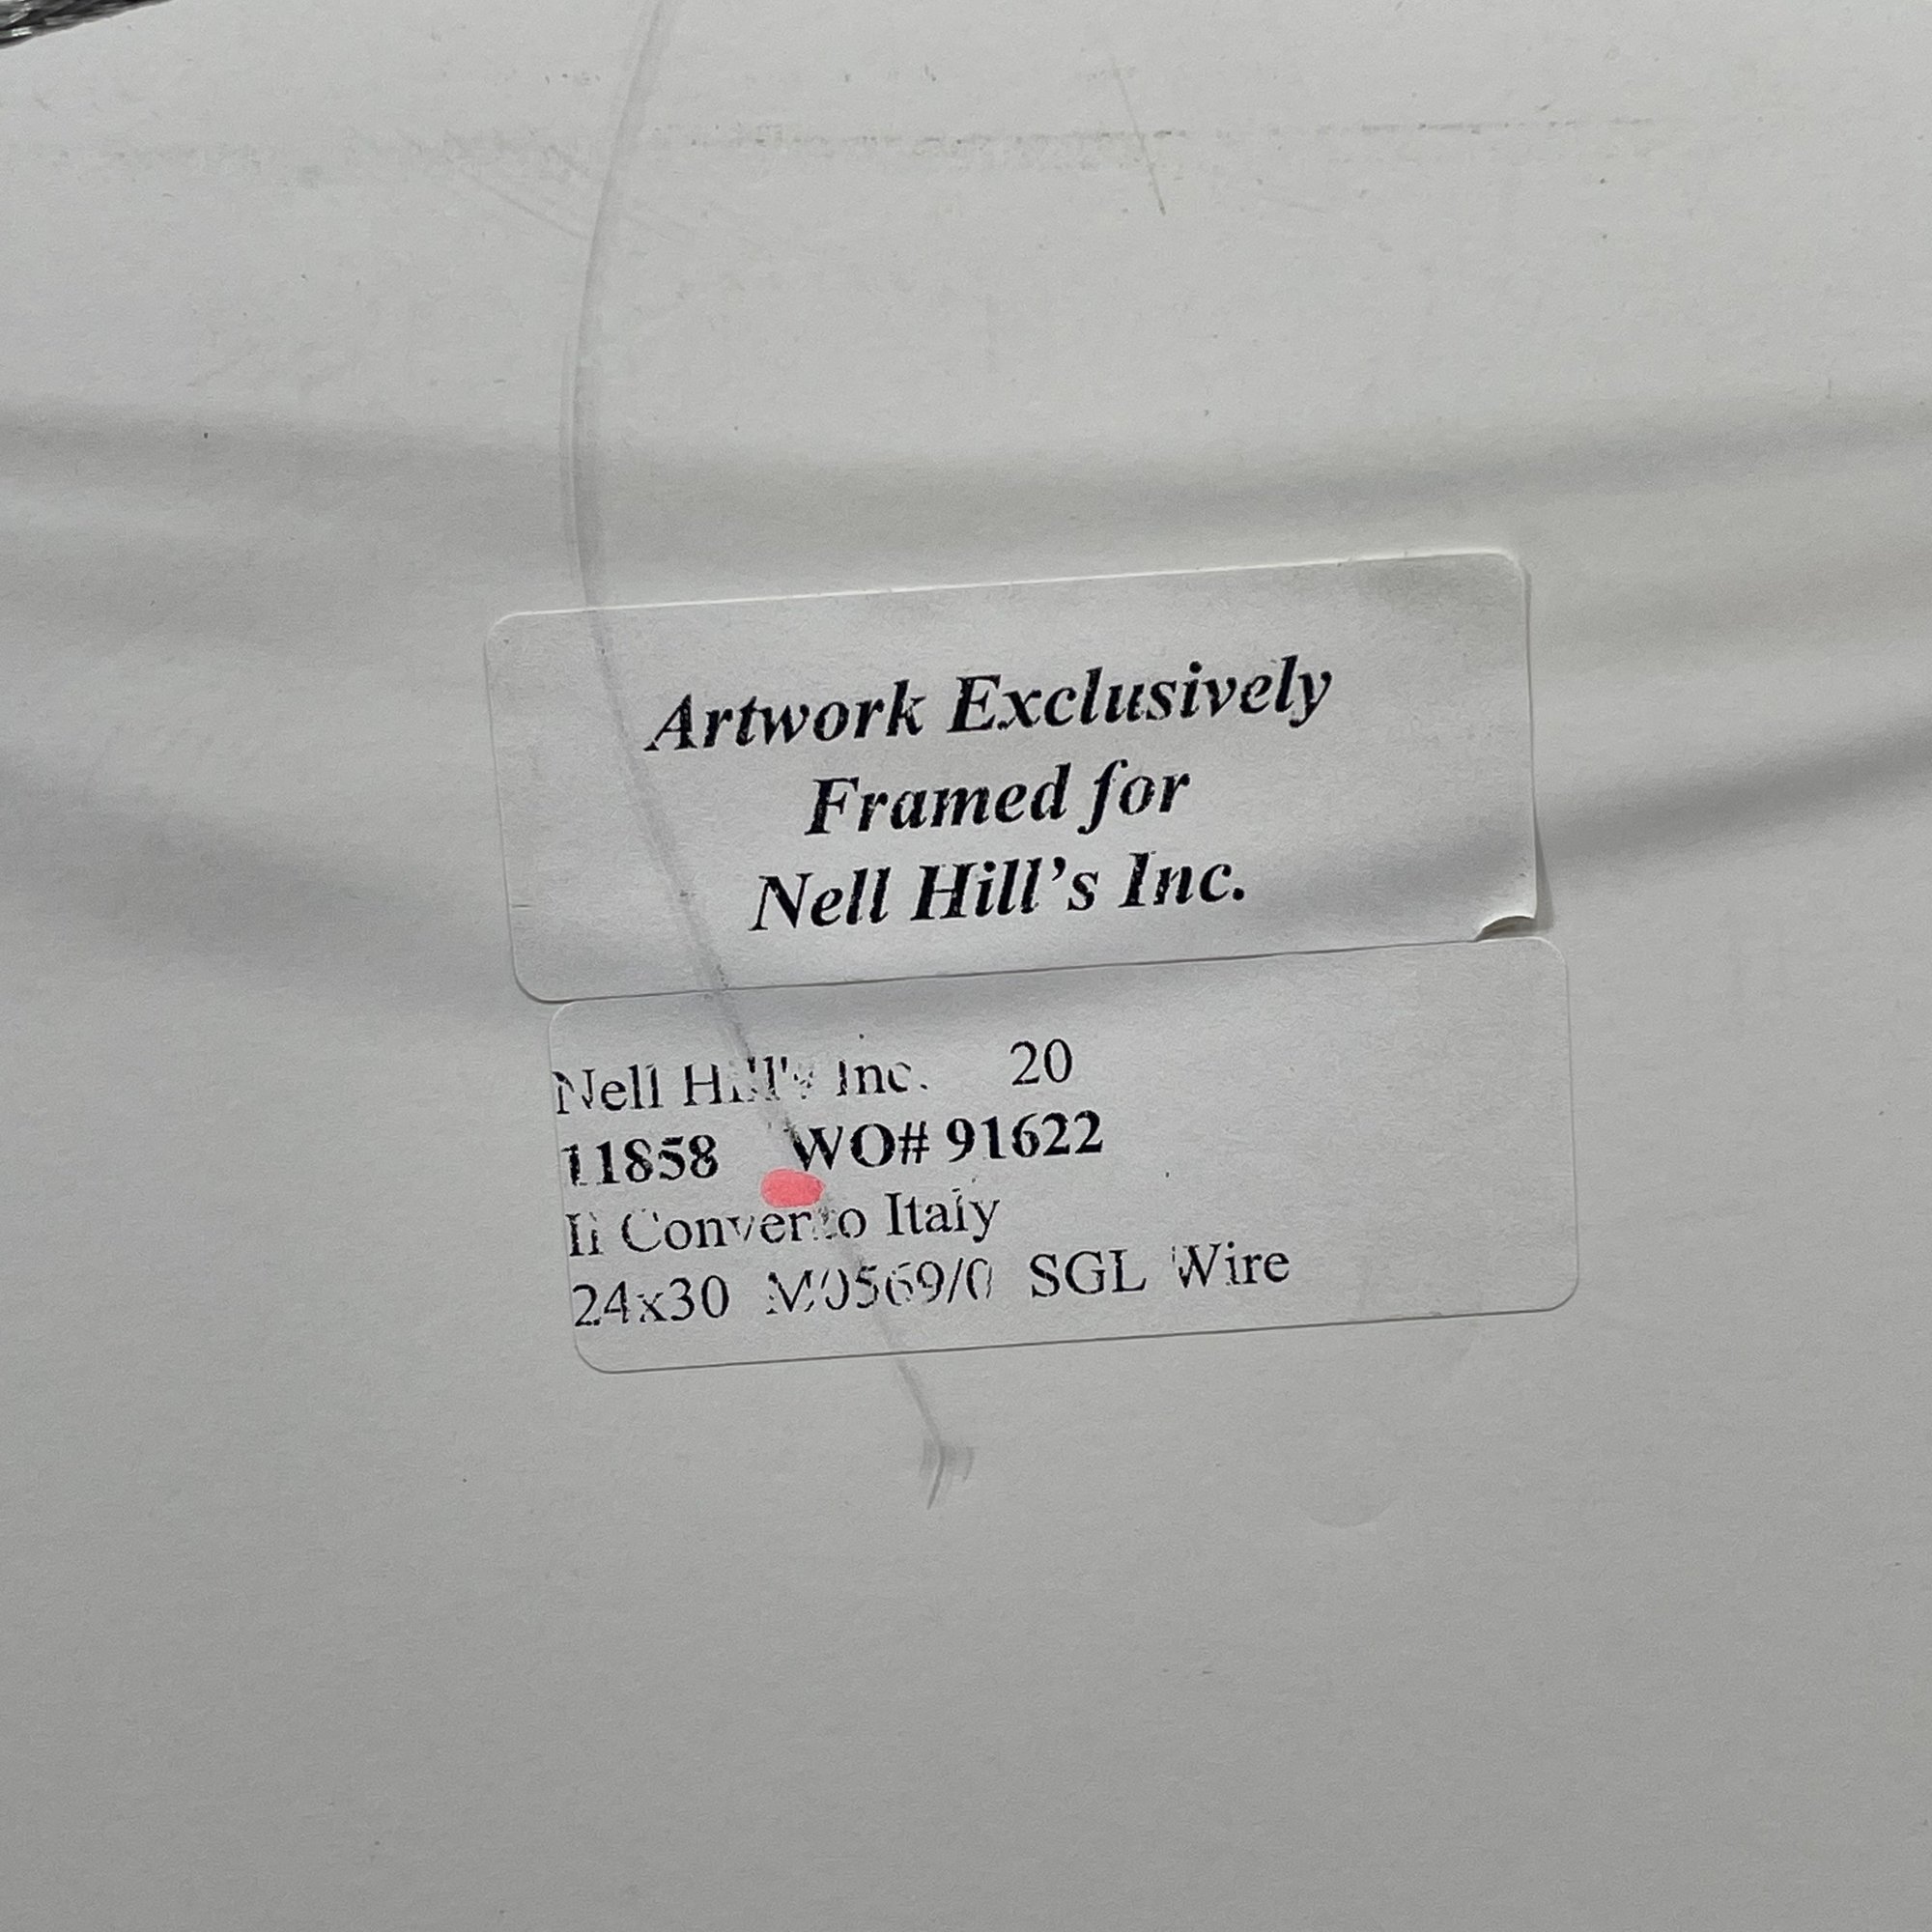 Artwork Exclusively
Framed for
Nell Hill's Inc.
Nell Hill's Inc. 20
11858 WO# 91622
Il Convento Italy
24x30 M0569/0 SGL Wire